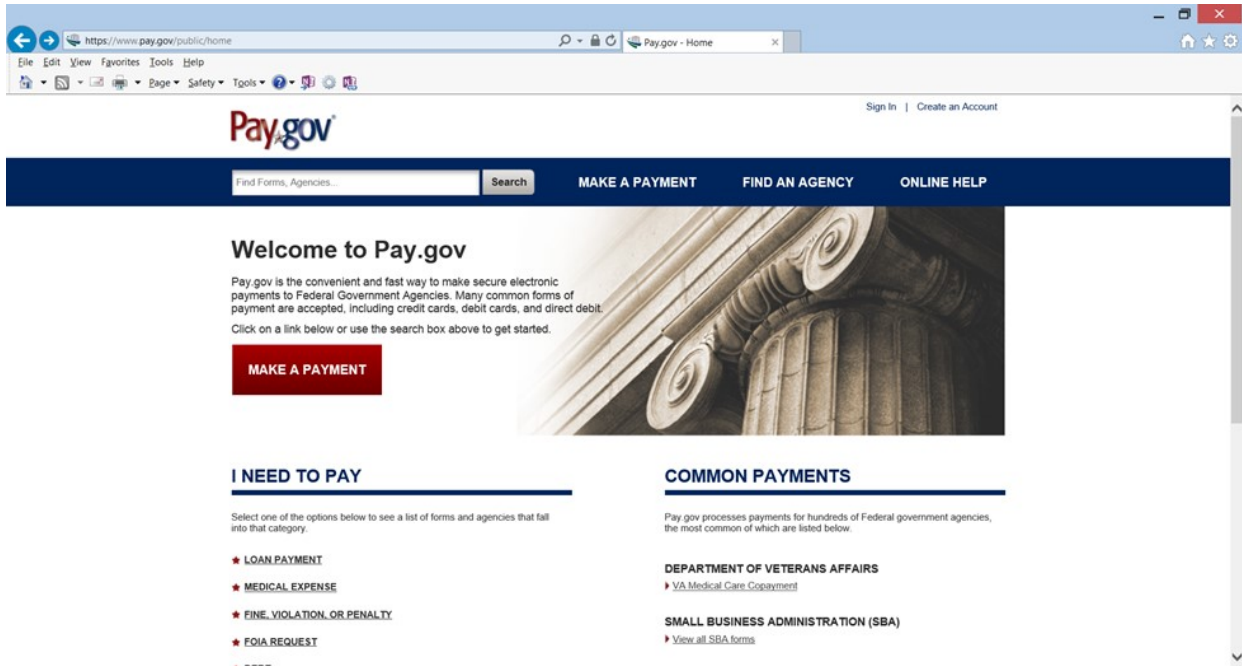 https://www.pay.gov/public/home
Pay.gov - Home
File Edit View Favorites Tools Help
Page Safety Tools
Sign In | Create an Account
Pay.gov
Find Forms, Agencies...
Search
MAKE A PAYMENT
FIND AN AGENCY
ONLINE HELP
Welcome to Pay.gov
Pay.gov is the convenient and fast way to make secure electronic
payments to Federal Government Agencies. Many common forms of
payment are accepted, including credit cards, debit cards, and direct debit.
Click on a link below or use the search box above to get started.
MAKE A PAYMENT
I NEED TO PAY
Select one of the options below to see a list of forms and agencies that fall
into that category.
LOAN PAYMENT
MEDICAL EXPENSE
FINE, VIOLATION, OR PENALTY
FOIA REQUEST
COMMON PAYMENTS
Pay.gov processes payments for hundreds of Federal government agencies,
the most common of which are listed below.
DEPARTMENT OF VETERANS AFFAIRS
VA Medical Care Copayment
SMALL BUSINESS ADMINISTRATION (SBA)
View all SBA forms